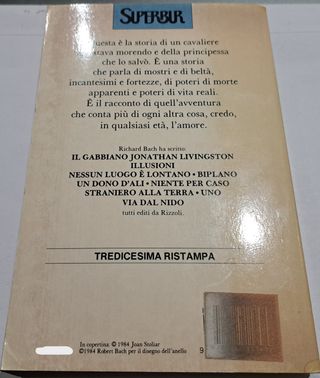 SUPERBUR
Questa è la storia di un cavaliere
stava morendo e della principessa
che lo salvò. È una storia
che parla di mostri e di beltà,
incantesimi e fortezze, di poteri di morte
apparenti e poteri di vita reali.
È il racconto di quell'avventura
che conta più di ogni altra cosa, credo,
in qualsiasi età, l'amore.
Richard Bach ha scritto:
IL GABBIANO JONATHAN LIVINGSTON
ILLUSIONI
NESSUN LUOGO È LONTANO • BIPLANO
UN DONO D'ALI • NIENTE PER CASO
STRANIERO ALLA TERRA • UNO
VIA DAL NIDO
tutti editi da Rizzoli.
TREDICESIMA RISTAMPA
In copertina: © 1984 Joan Stoliar
©1984 Robert Bach per il disegno dell'anello
9